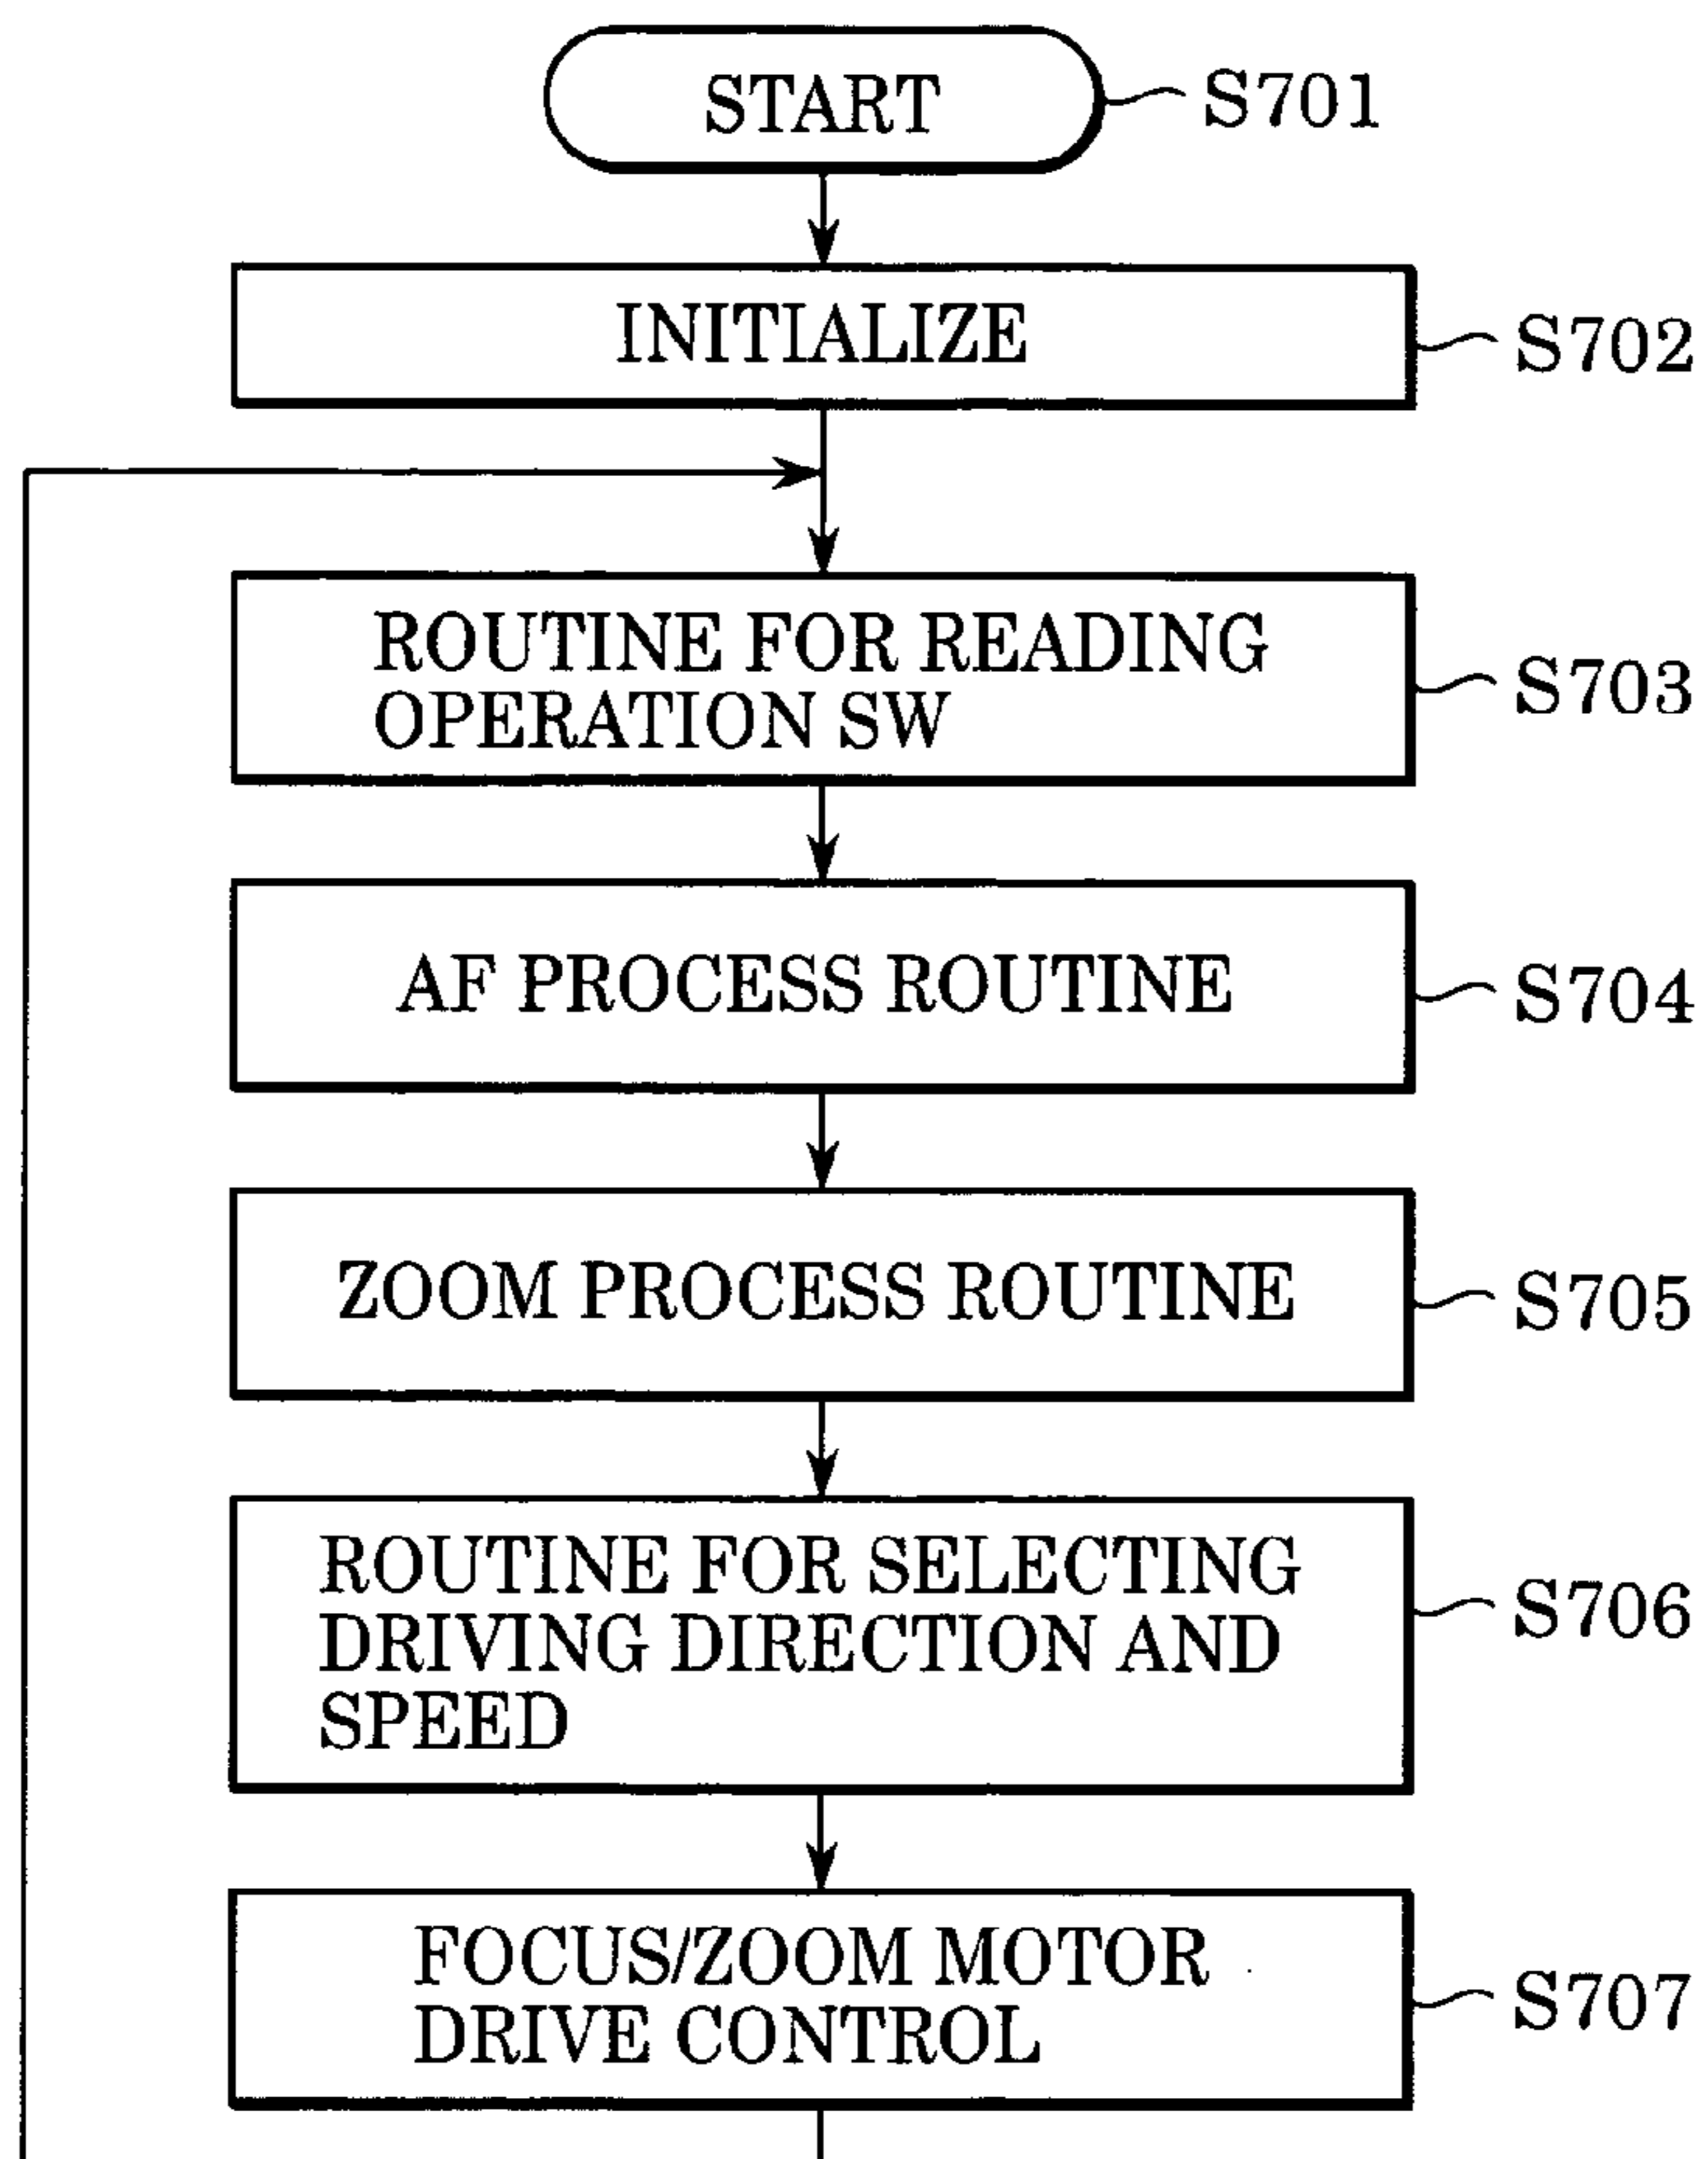 START
S701
INITIALIZE
S702
ROUTINE FOR READING
OPERATION SW
S703
AF PROCESS ROUTINE
S704
ZOOM PROCESS ROUTINE
S705
ROUTINE FOR SELECTING
DRIVING DIRECTION AND
SPEED
S706
FOCUS/ZOOM MOTOR
DRIVE CONTROL
S707